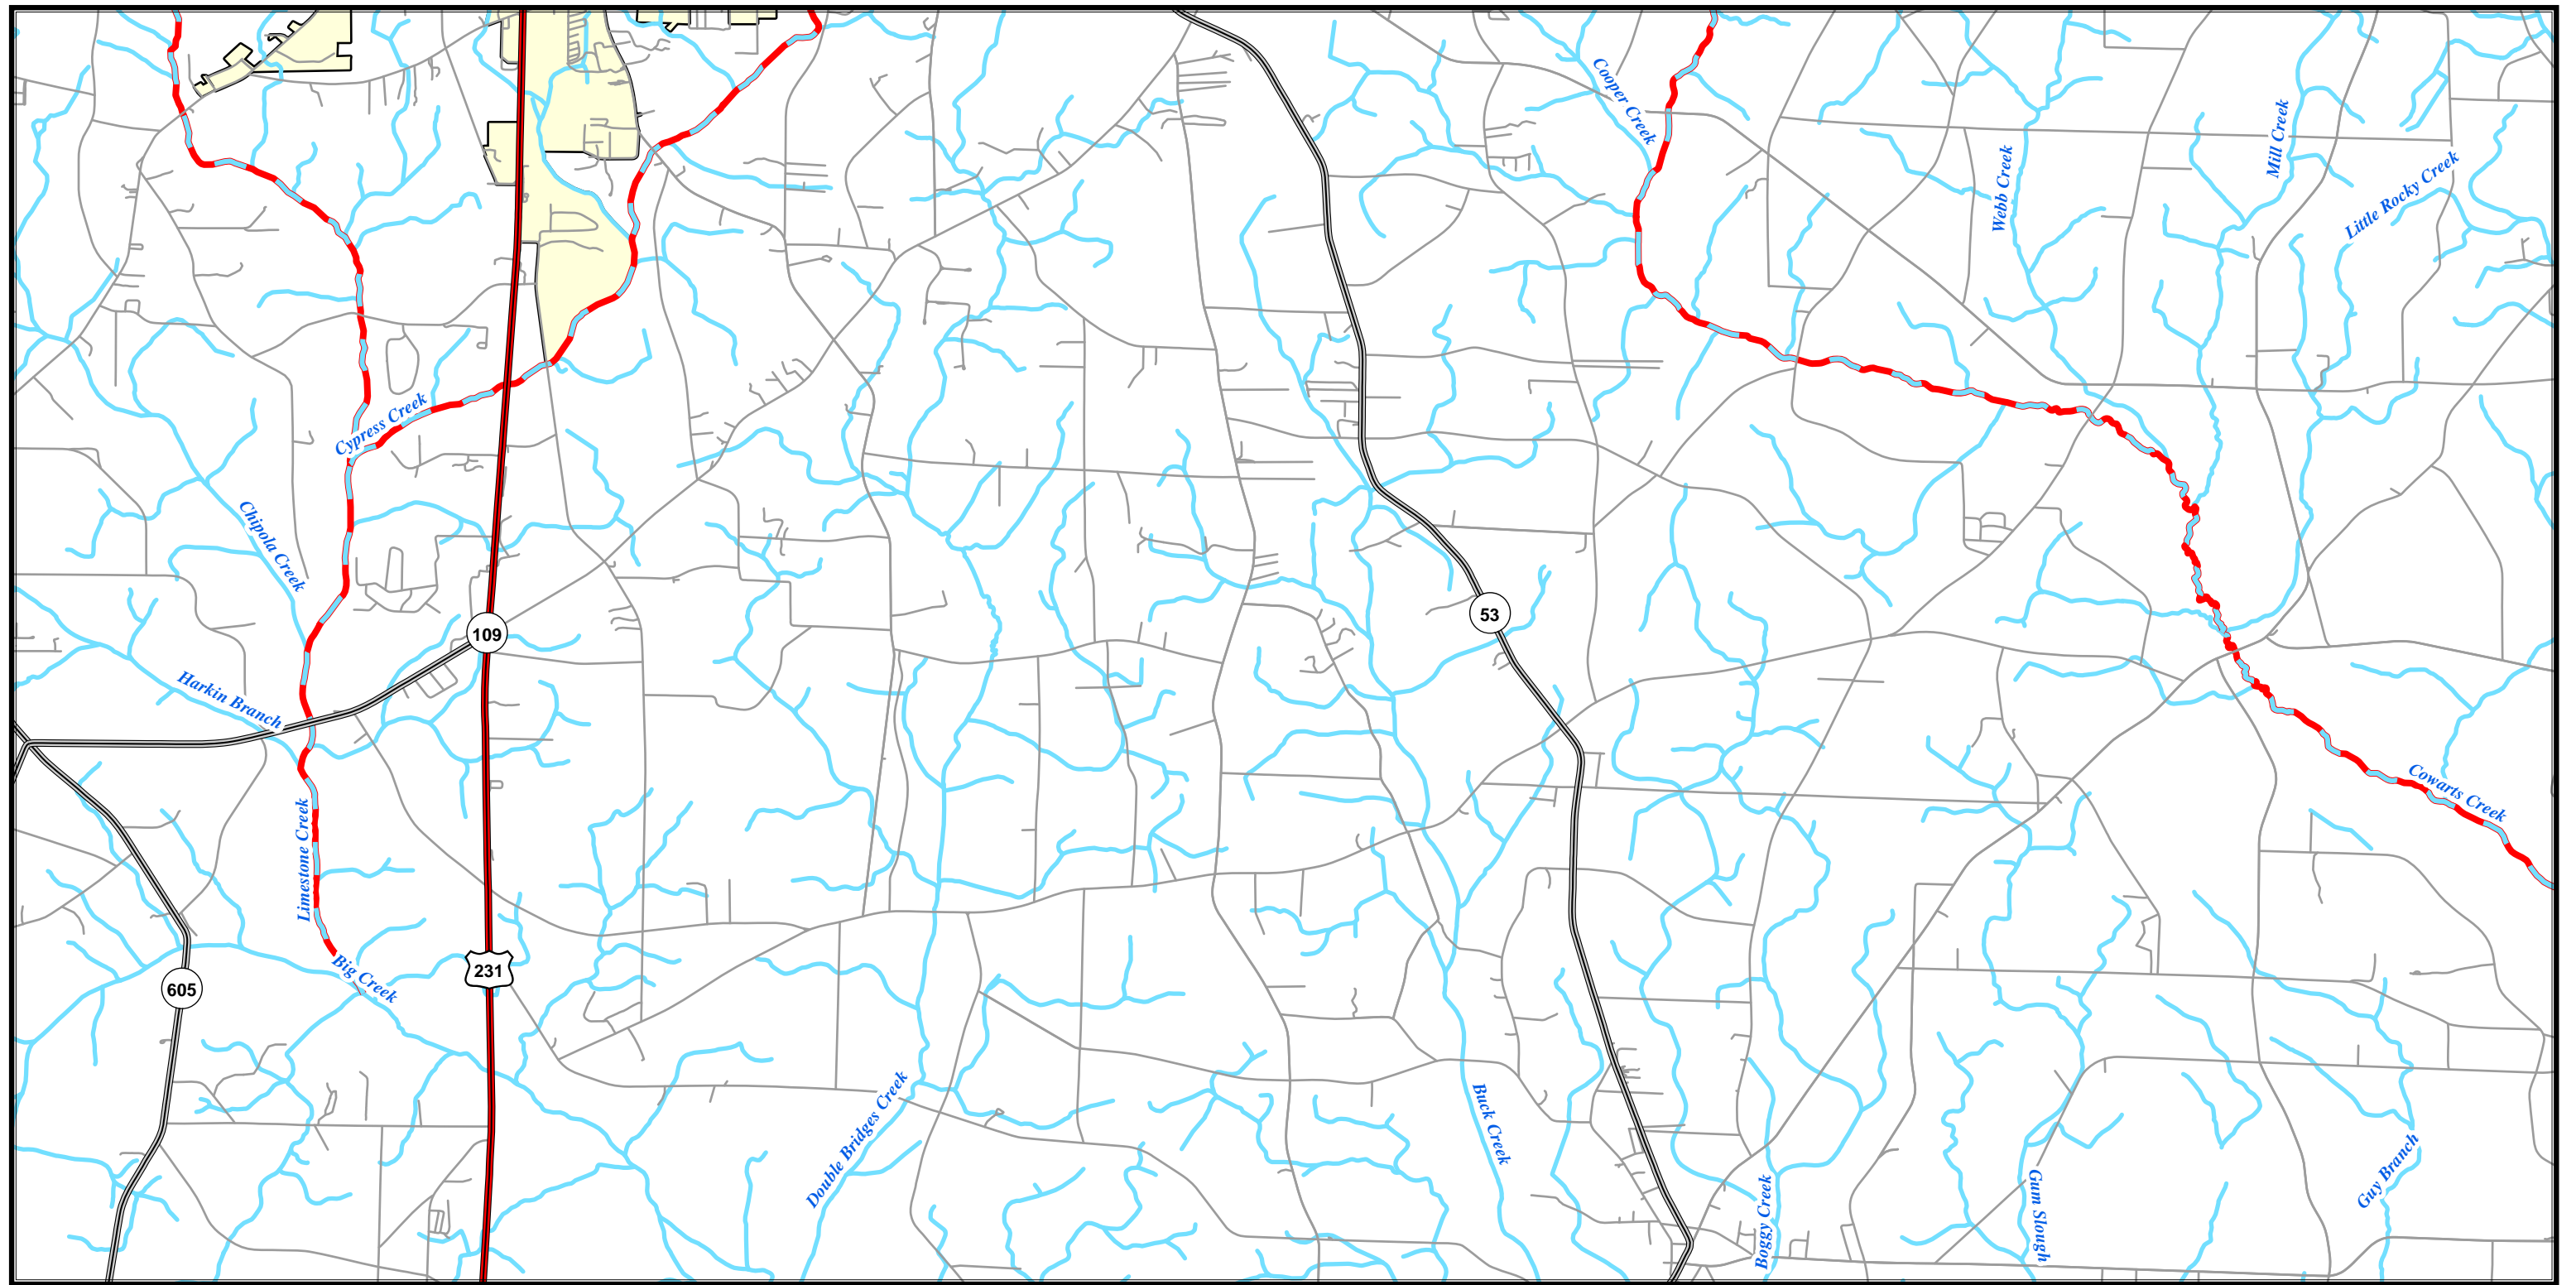 Cooper Creek
Mill Creek
Webb Creek
Little Rocky Creek
Cypress Creek
Chipola Creek
109
53
Harkin Branch
Cowarts Creek
Limestone Creek
Big Creek
231
605
Double Bridges Creek
Buck Creek
Boggy Creek
Gum Slough
Guy Branch